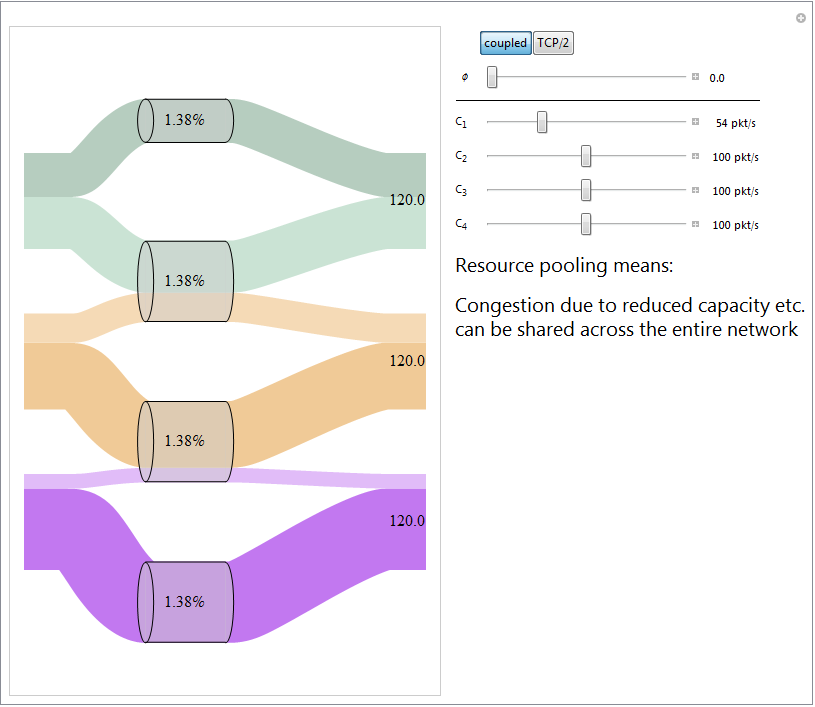 coupled TCP/2
ϕ 0.0
C1 54 pkt/s
C2 100 pkt/s
C3 100 pkt/s
C4 100 pkt/s
Resource pooling means:
Congestion due to reduced capacity etc.
can be shared across the entire network
1.38%
120.0
1.38%
120.0
1.38%
120.0
1.38%